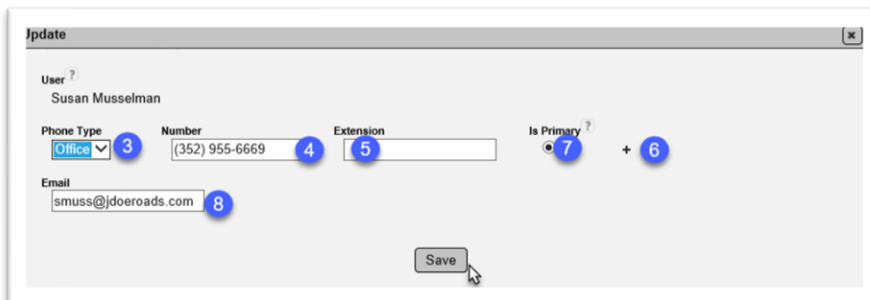 Update
User ?
Susan Musselman
Phone Type Number Extension Is Primary ?
Office 3 (352) 955-6669 4 5 7 + 6
Email
smuss@jdoeroads.com 8
Save